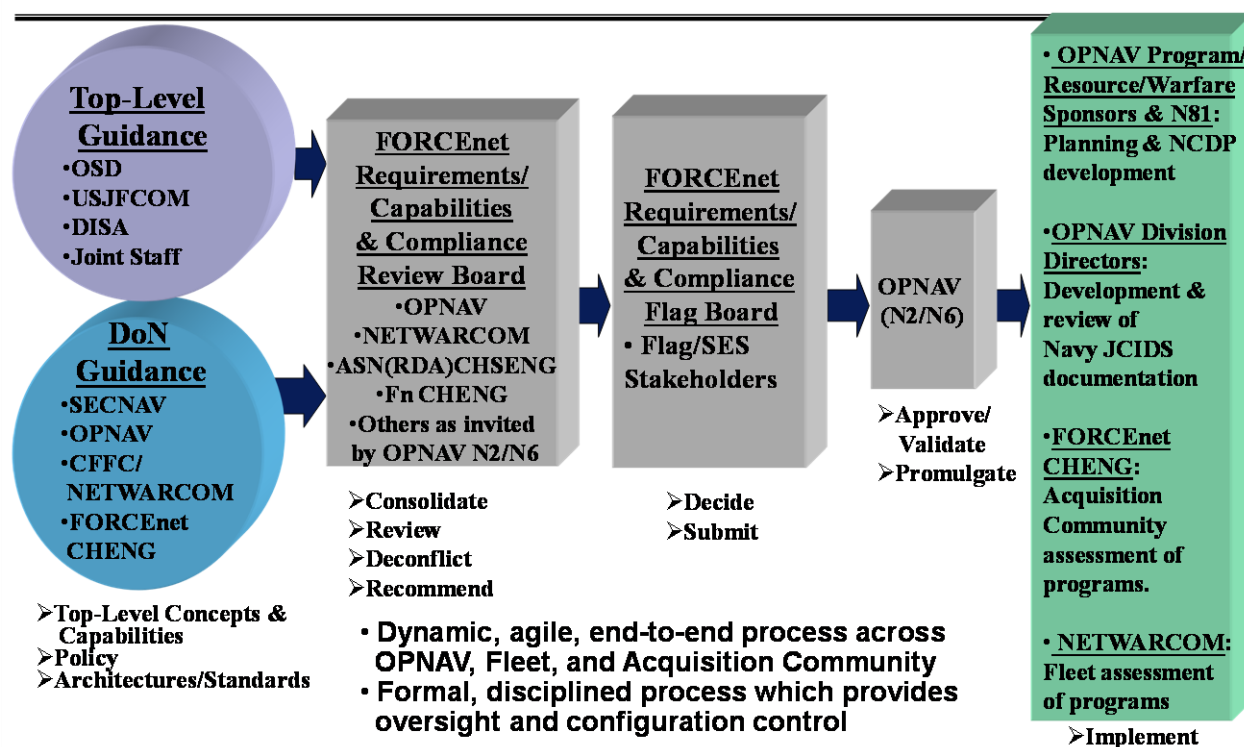 Top-Level
Guidance
•OSD
•USJFCOM
•DISA
•Joint Staff
DoN
Guidance
•SECNAV
•OPNAV
•CFFC/
NETWARCOM
•FORCEnet
CHENG
➢Top-Level Concepts &
Capabilities
➢Policy
➢Architectures/Standards
FORCEnet
Requirements/
Capabilities
& Compliance
Review Board
•OPNAV
•NETWARCOM
•ASN(RDA)CHSENG
•Fn CHENG
•Others as invited
by OPNAV N2/N6
➢Consolidate
➢Review
➢Deconflict
➢Recommend
FORCEnet
Requirements/
Capabilities
& Compliance
Flag Board
• Flag/SES
Stakeholders
➢Decide
➢Submit
OPNAV
(N2/N6)
➢Approve/
Validate
➢Promulgate
• OPNAV Program/
Resource/Warfare
Sponsors & N81:
Planning & NCDP
development
•OPNAV Division
Directors:
Development &
review of
Navy JCIDS
documentation
•FORCEnet
CHENG:
Acquisition
Community
assessment of
programs.
• NETWARCOM:
Fleet assessment
of programs
➢Implement
• Dynamic, agile, end-to-end process across
OPNAV, Fleet, and Acquisition Community
• Formal, disciplined process which provides
oversight and configuration control